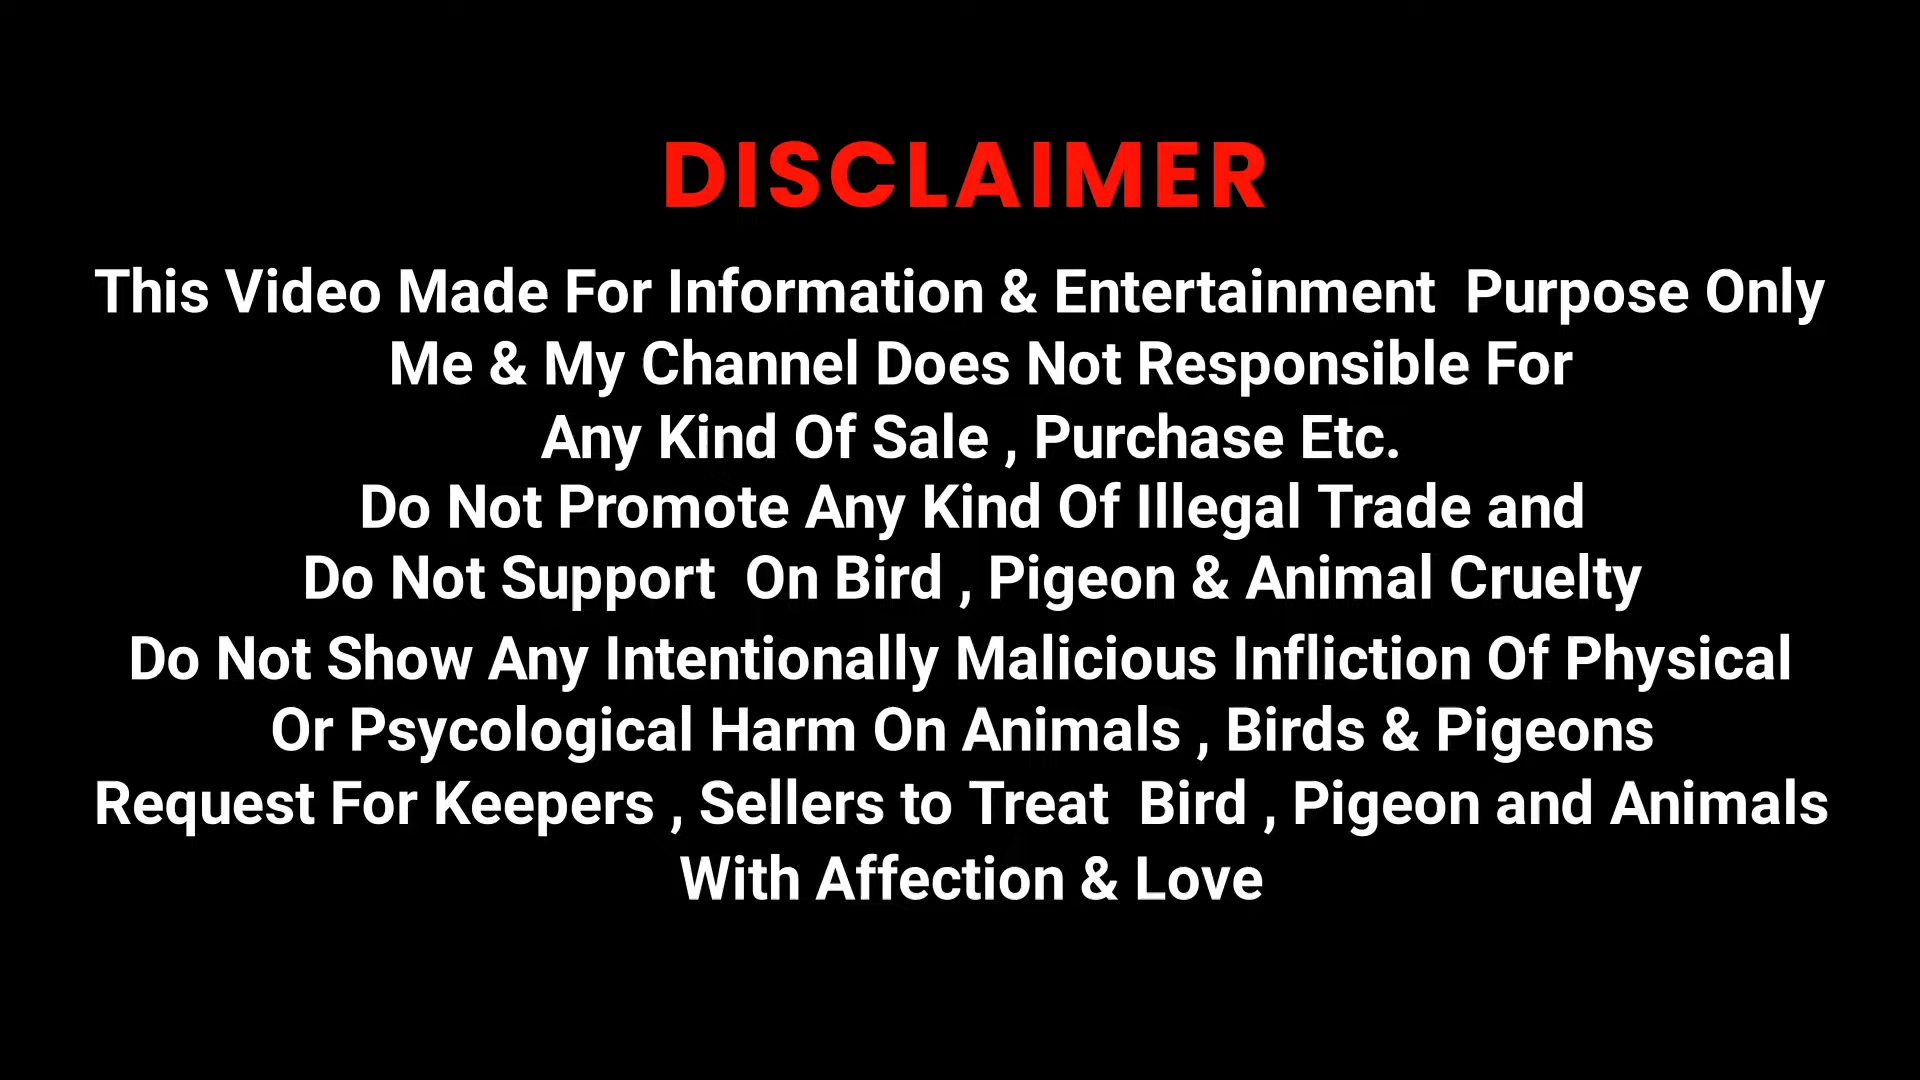 DISCLAIMER
This Video Made For Information & Entertainment  Purpose Only
Me & My Channel Does Not Responsible For
Any Kind Of Sale , Purchase Etc.
Do Not Promote Any Kind Of Illegal Trade and
Do Not Support  On Bird , Pigeon & Animal Cruelty
Do Not Show Any Intentionally Malicious Infliction Of Physical
Or Psycological Harm On Animals , Birds & Pigeons
Request For Keepers , Sellers to Treat  Bird , Pigeon and Animals
With Affection & Love